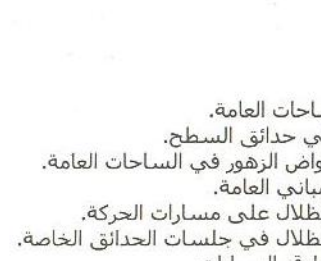 ساحات العامة.
ي حدائق السطح.
واض الزهور في الساحات العامة.
باني العامة.
ظلال على مسارات الحركة.
ظلال في جلسات الحدائق الخاصة.